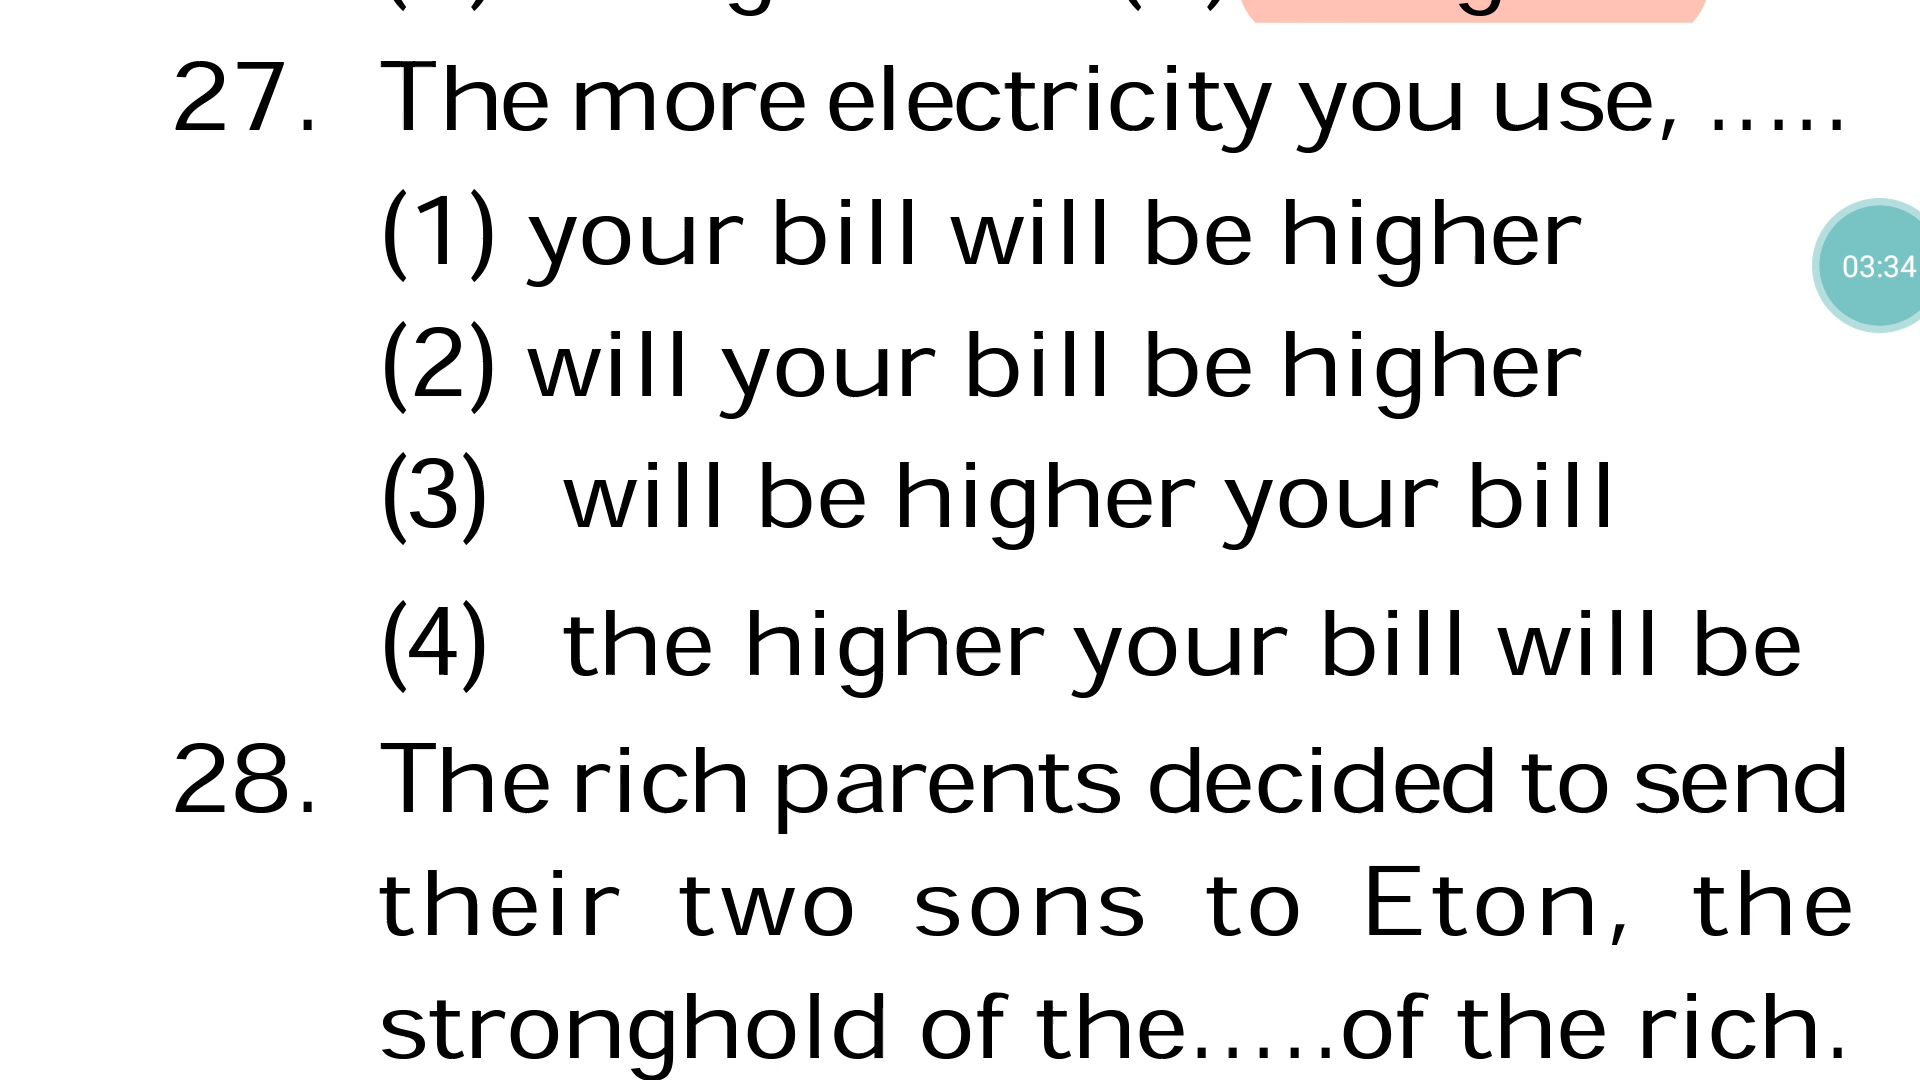 27. The more electricity you use, .....
(1) your bill will be higher
03:34
(2) will your bill be higher
(3) will be higher your bill
(4) the higher your bill will be
28. The rich parents decided to send
their two sons to Eton, the
stronghold of the.....of the rich.